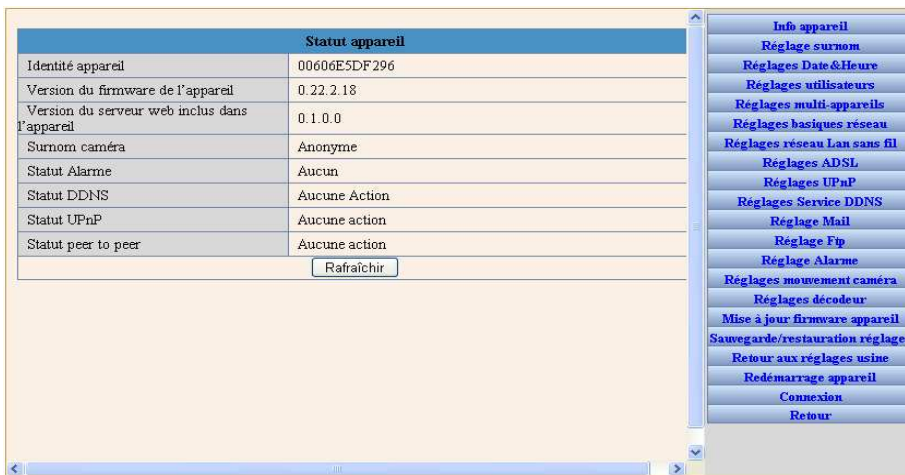 Statut appareil
Identité appareil 00606E5DF296
Version du firmware de l'appareil 0.22.2.18
Version du serveur web inclus dans
l'appareil 0.1.0.0
Surnom caméra Anonyme
Statut Alarme Aucun
Statut DDNS Aucune Action
Statut UPnP Aucune action
Statut peer to peer Aucune action
Rafraîchir
Info appareil
Réglage surnom
Réglages Date&Heure
Réglages utilisateurs
Réglages multi-appareils
Réglages basiques réseau
Réglages réseau Lan sans fil
Réglages ADSL
Réglages UPnP
Réglages Service DDNS
Réglage Mail
Réglage Ftp
Réglage Alarme
Réglages mouvement caméra
Réglages décodeur
Mise à jour firmware appareil
Sauvegarde/restauration réglage
Retour aux réglages usine
Redémarrage appareil
Connexion
Retour